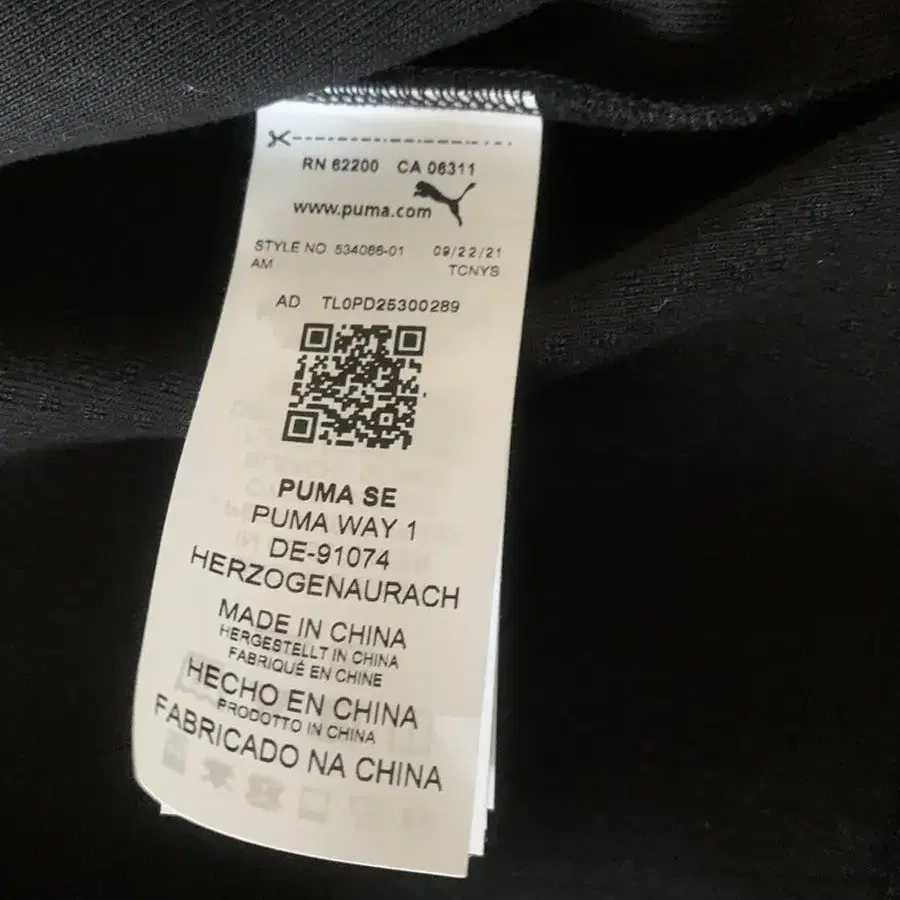 RN 62200 CA 06311
www.puma.com
STYLE NO. 534066-01 09/22/21
AM TCNYS
AD TL0PD25300289
PUMA SE
PUMA WAY 1
DE-91074
HERZOGENAURACH
MADE IN CHINA
HERGESTELLT IN CHINA
FABRIQUÉ EN CHINE
HECHO EN CHINA
PRODOTTO IN CHINA
FABRICADO NA CHINA